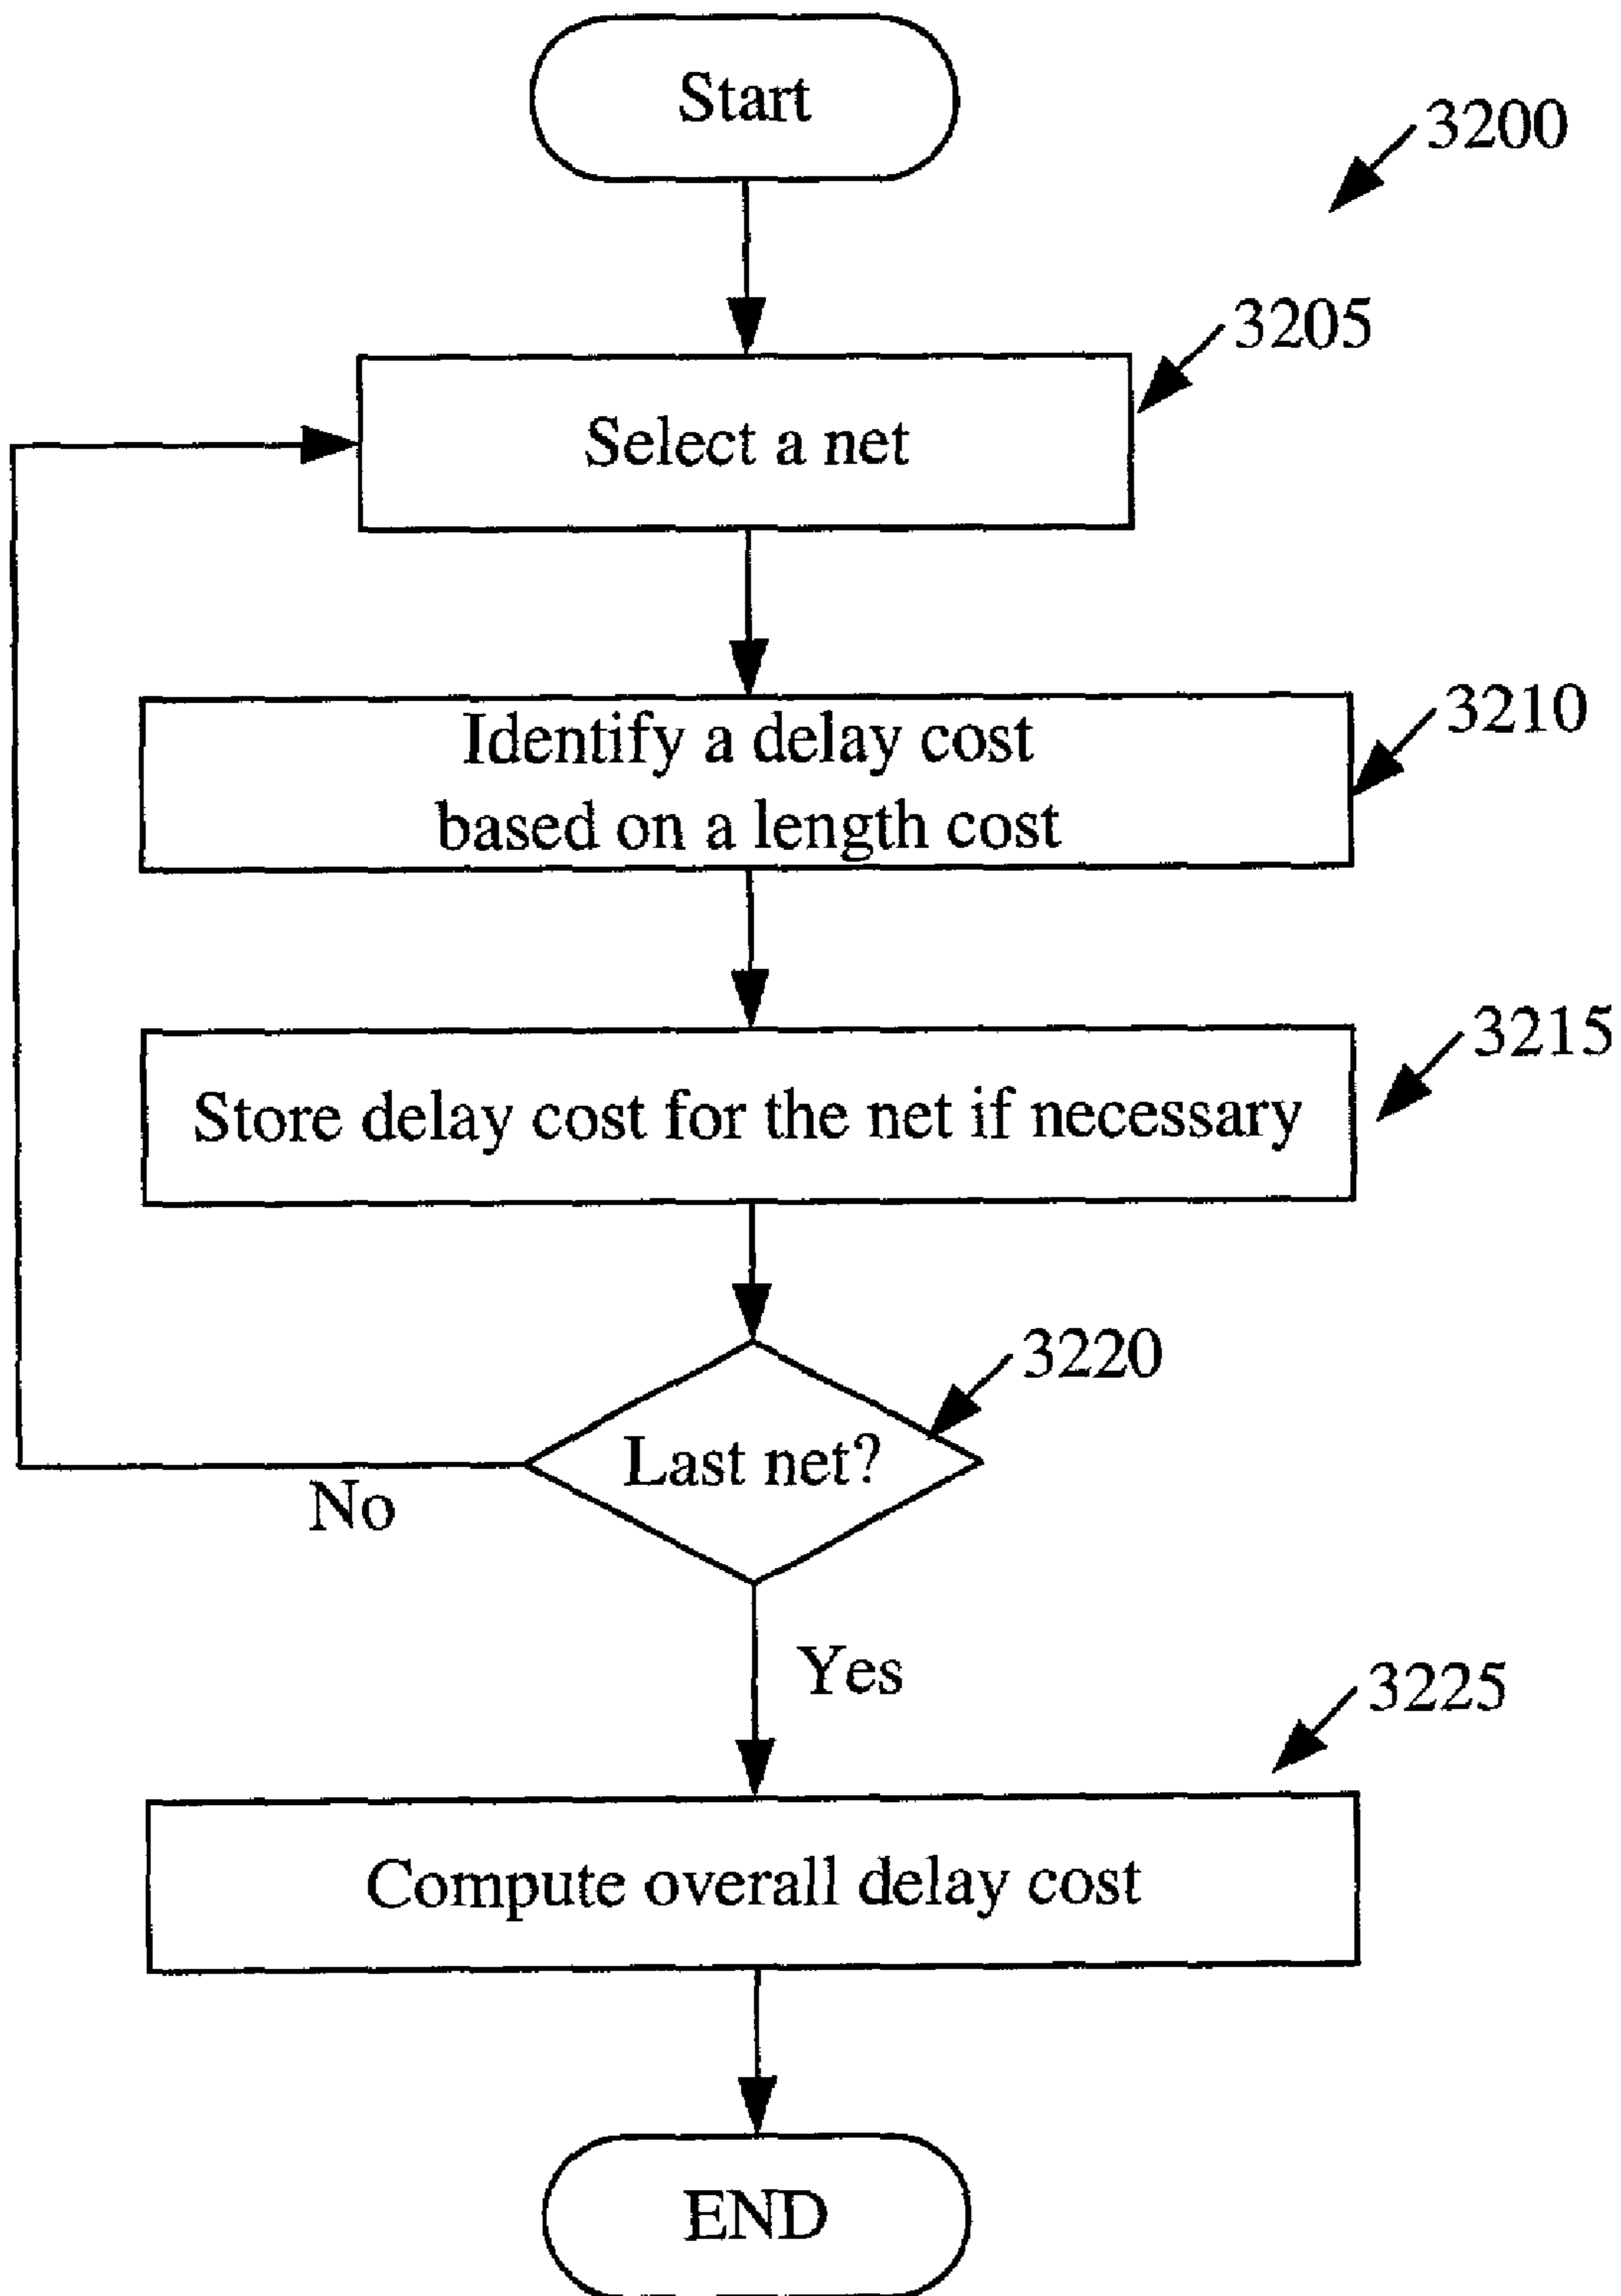 Start
3200
3205
Select a net
3210
Identify a delay cost
based on a length cost
3215
Store delay cost for the net if necessary
3220
Last net?
No
Yes
3225
Compute overall delay cost
END